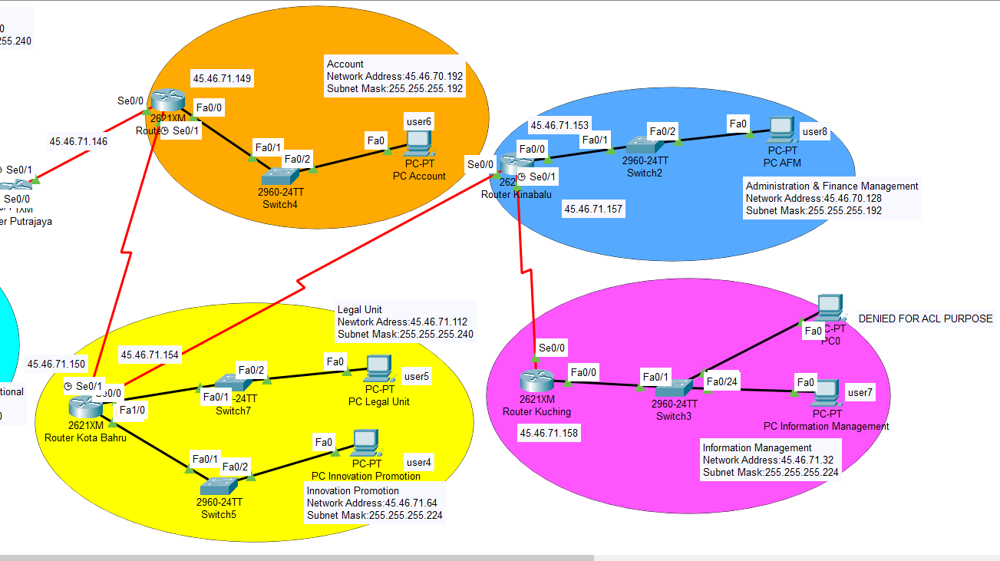 0
255.240
45.46.71.149
Se0/0
Fa0/0
2621XM
Se0/1
45.46.71.146
Se0/1
Se0/0
Putrajaya
Account
Network Address:45.46.70.192
Subnet Mask:255.255.255.192
user6
Fa0/1
Fa0/2
Fa0
2960-24TT
Switch4
PC-PT
PC Account
45.46.71.153
Fa0/0
Fa0/1
Fa0/2
Fa0
user8
Se0/0
Se0/1
Router Kinabalu
2960-24TT
Switch2
PC-PT
PC AFM
45.46.71.157
Administration & Finance Management
Network Address:45.46.70.128
Subnet Mask:255.255.255.192
Legal Unit
Newtork Adress:45.46.71.112
Subnet Mask:255.255.255.240
45.46.71.150
45.46.71.154
Se0/1
Fa1/0
2621XM
Router Kota Bahru
Fa0/2
Fa0/1
-24TT
Switch7
Fa0
user5
PC-PT
PC Legal Unit
Fa0/1
Fa0/2
Fa0
2960-24TT
Switch5
PC-PT
PC Innovation Promotion
user4
Innovation Promotion
Network Address:45.46.71.64
Subnet Mask:255.255.255.224
DENIED FOR ACL PURPOSE
Fa0
PC0
Se0/0
Fa0/0
2621XM
Router Kuching
45.46.71.158
Fa0/1
Fa0/24
2960-24TT
Switch3
Fa0
user7
PC-PT
PC Information Management
Information Management
Network Address:45.46.71.32
Subnet Mask:255.255.255.224